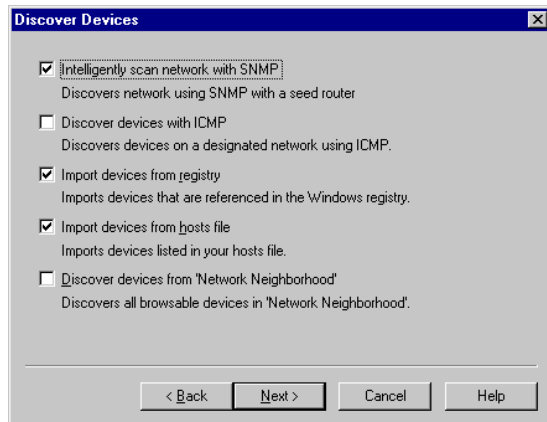 Discover Devices
Intelligently scan network with SNMP
Discovers network using SNMP with a seed router
Discover devices with ICMP
Discovers devices on a designated network using ICMP.
Import devices from registry
Imports devices that are referenced in the Windows registry.
Import devices from hosts file
Imports devices listed in your hosts file.
Discover devices from 'Network Neighborhood'
Discovers all browsable devices in 'Network Neighborhood'.
< Back Next > Cancel Help